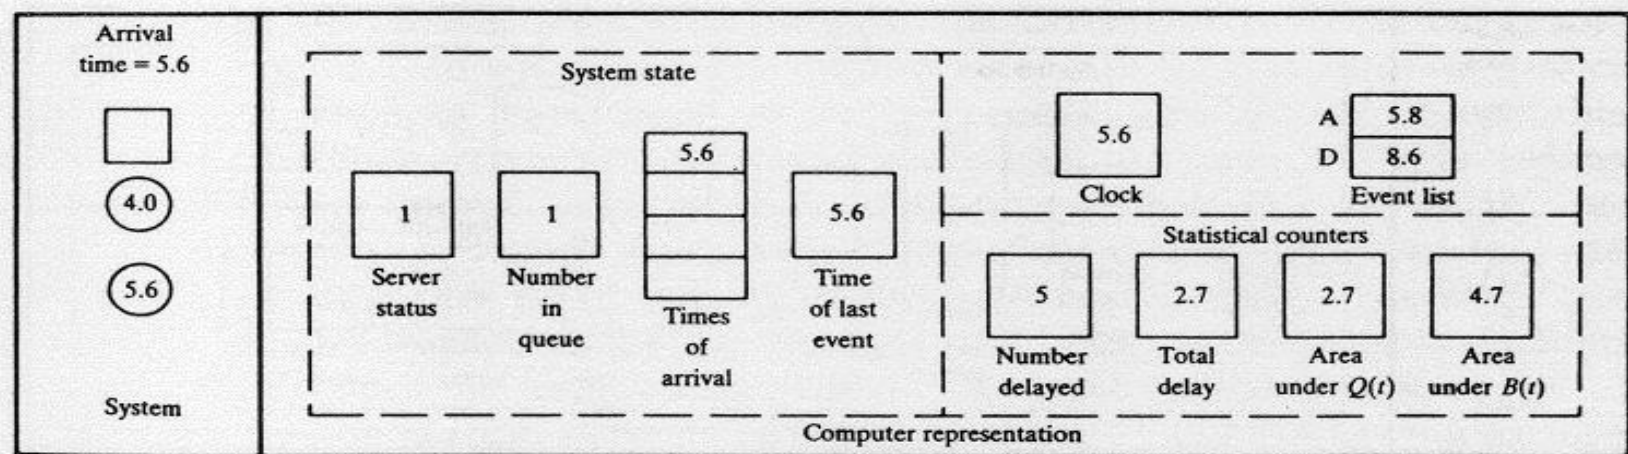 Arrival
time = 5.6
4.0
5.6
System
System state
1
Server
status
1
Number
in
queue
5.6
Times
of
arrival
5.6
Time
of last
event
5.6
Clock
A 5.8
D 8.6
Event list
Statistical counters
5
Number
delayed
2.7
Total
delay
2.7
Area
under Q(t)
4.7
Area
under B(t)
Computer representation